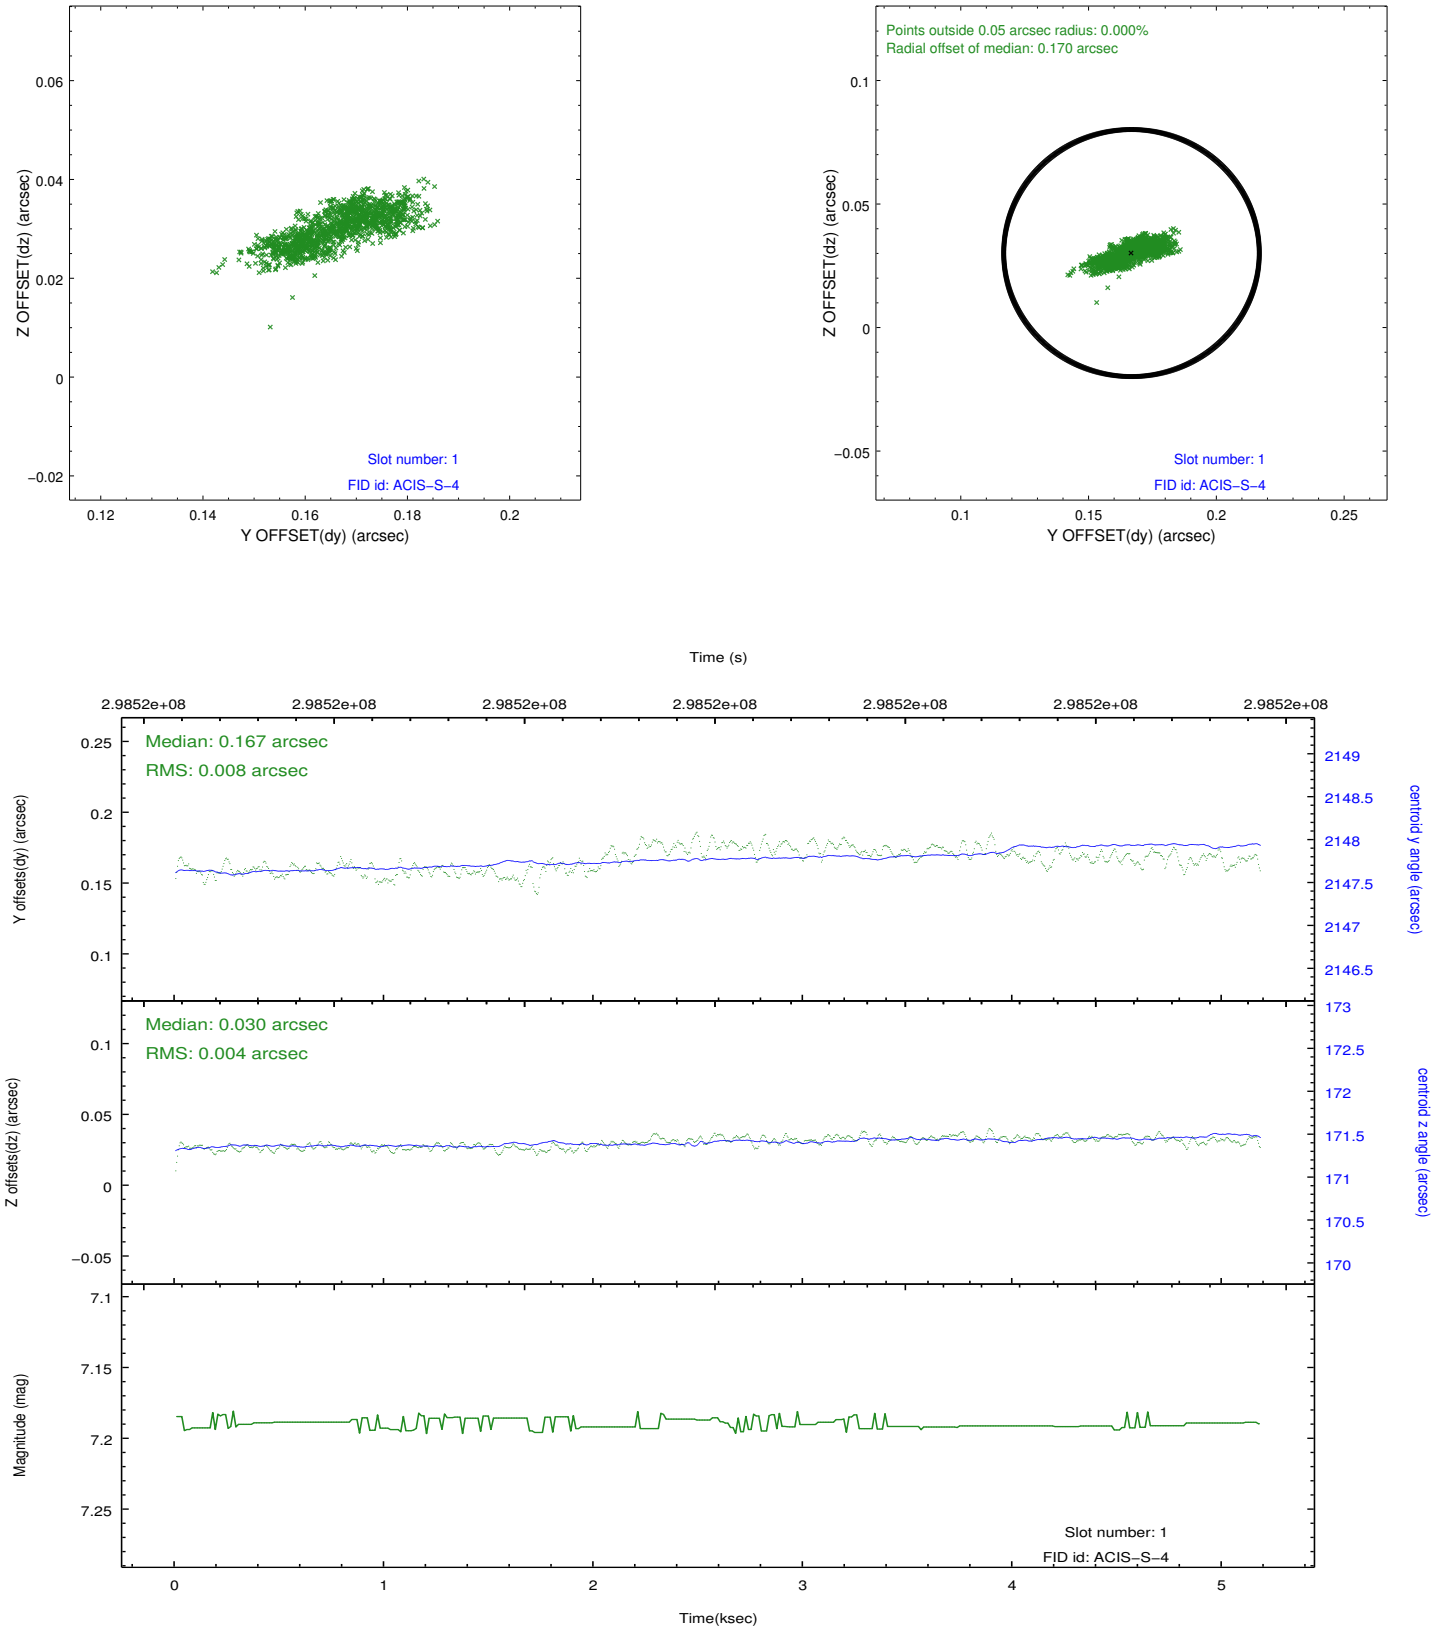 0.06
0.04
0.02
0
−0.02
Z OFFSET(dz) (arcsec)
Slot number: 1
FID id: ACIS−S−4
0.12 0.14 0.16 0.18 0.2
Y OFFSET(dy) (arcsec)
Points outside 0.05 arcsec radius: 0.000%
Radial offset of median: 0.170 arcsec
0.1
0.05
0
−0.05
Z OFFSET(dz) (arcsec)
Slot number: 1
FID id: ACIS−S−4
0.1 0.15 0.2 0.25
Y OFFSET(dy) (arcsec)
Time (s)
2.9852e+08 2.9852e+08 2.9852e+08 2.9852e+08 2.9852e+08 2.9852e+08 2.9852e+08
Median: 0.167 arcsec
RMS: 0.008 arcsec
0.25
0.2
0.15
0.1
Y offsets(dy) (arcsec)
2149
2148.5
2148
2147.5
2147
2146.5
centroid y angle (arcsec)
Median: 0.030 arcsec
RMS: 0.004 arcsec
0.1
0.05
0
−0.05
Z offsets(dz) (arcsec)
173
172.5
172
171.5
171
170.5
170
centroid z angle (arcsec)
7.1
7.15
7.2
7.25
Magnitude (mag)
Slot number: 1
FID id: ACIS−S−4
0 1 2 3 4 5
Time(ksec)